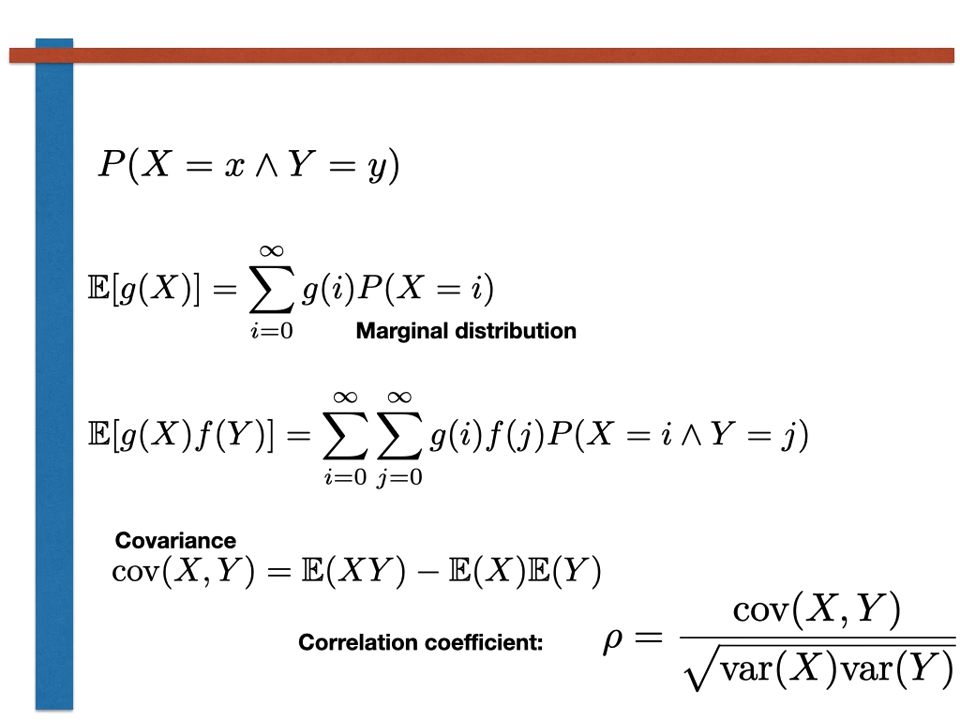 P(X = x ∧ Y = y)
𝔼[g(X)] = ∑_{i=0}^{∞} g(i)P(X = i)
Marginal distribution
𝔼[g(X)f(Y)] = ∑_{i=0}^{∞} ∑_{j=0}^{∞} g(i)f(j)P(X = i ∧ Y = j)
Covariance
cov(X, Y) = 𝔼(XY) − 𝔼(X)𝔼(Y)
Correlation coefficient: ρ = cov(X, Y) / √(var(X)var(Y))